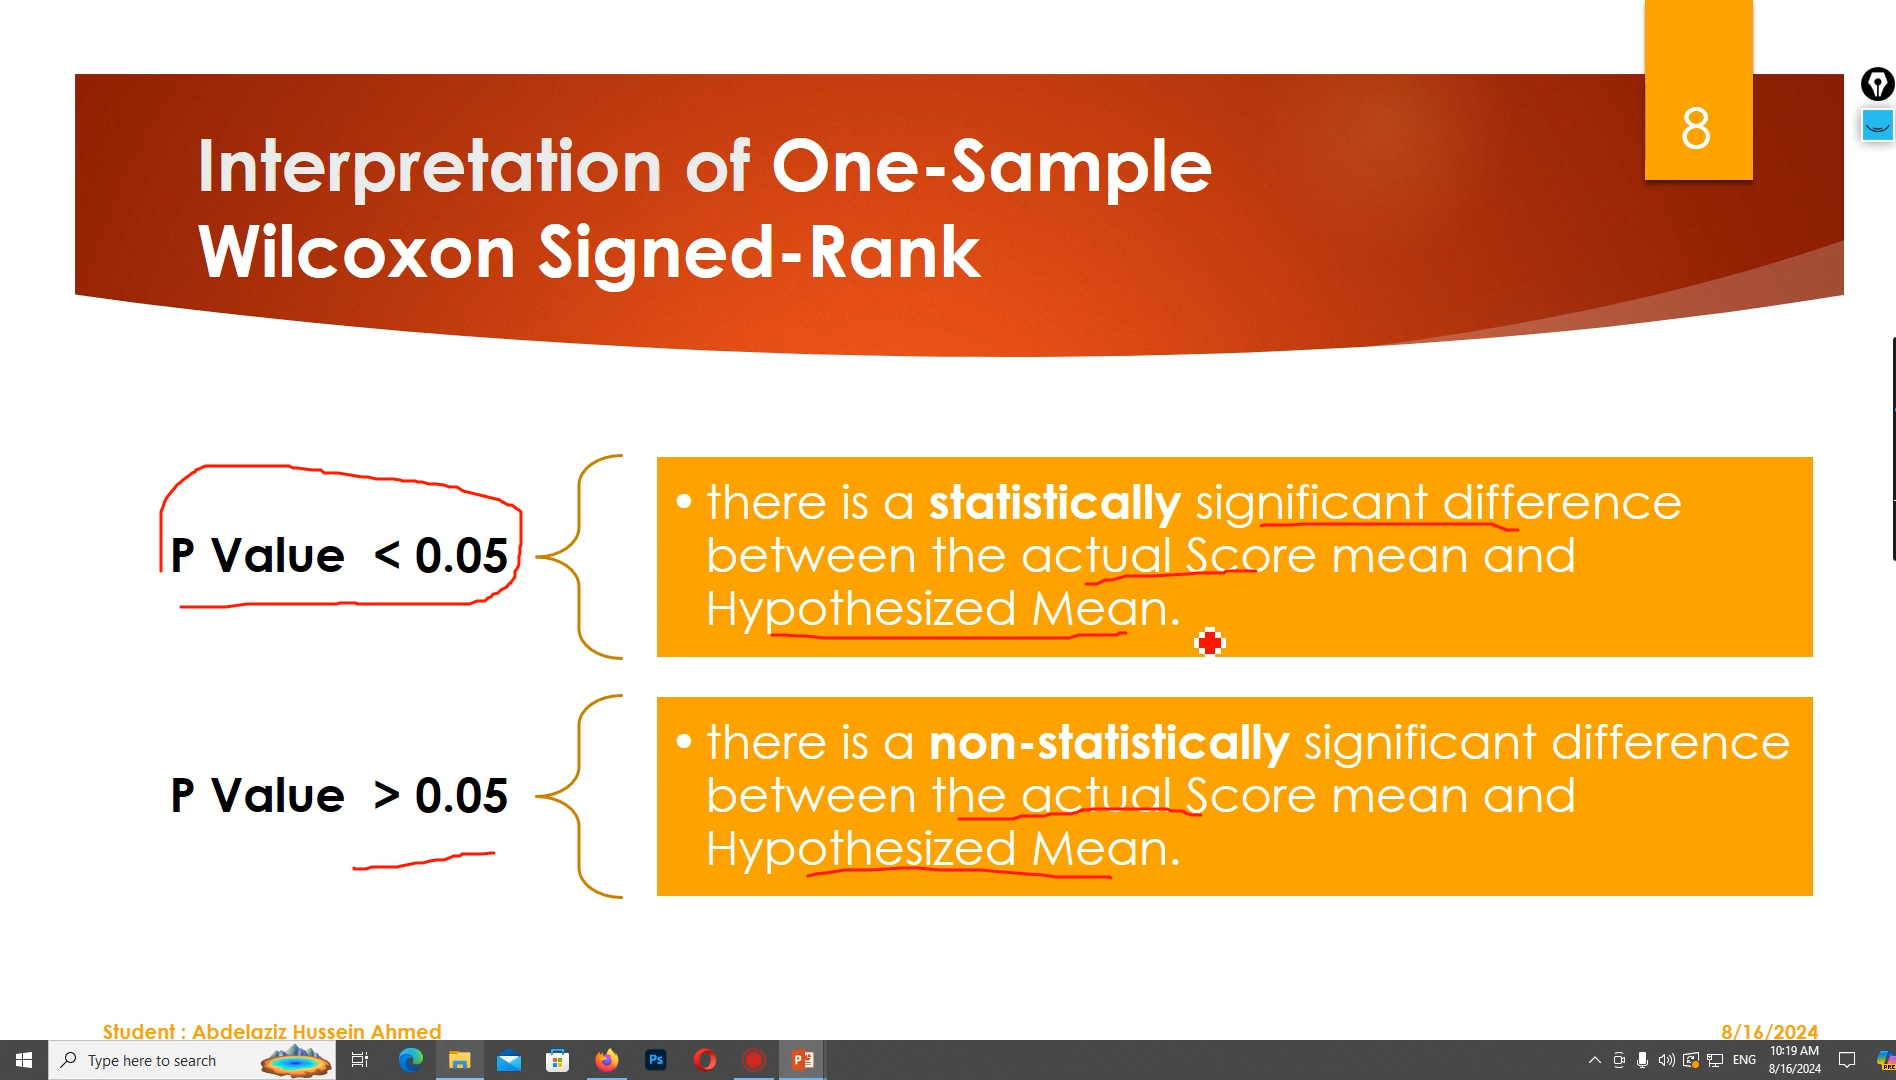 8
Interpretation of One-Sample
Wilcoxon Signed-Rank
P Value < 0.05
• there is a statistically significant difference
between the actual Score mean and
Hypothesized Mean.
P Value > 0.05
• there is a non-statistically significant difference
between the actual Score mean and
Hypothesized Mean.
Student : Abdelaziz Hussein Ahmed
8/16/2024
Type here to search
Ps
P
ENG
10:19 AM
8/16/2024
PRE